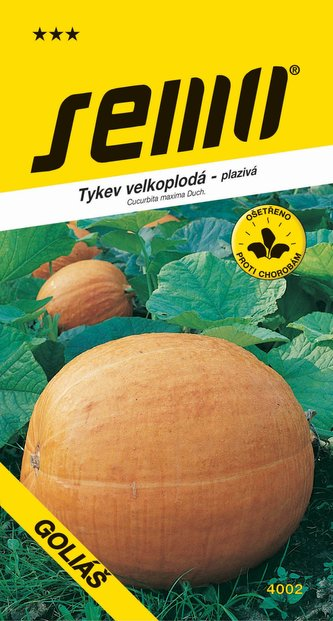 ★★★
semo®
Tykev velkoplodá - plazivá
Cucurbita maxima Duch.
OŠETŘENO
PROTI CHOROBÁM
GOLIÁŠ
4002